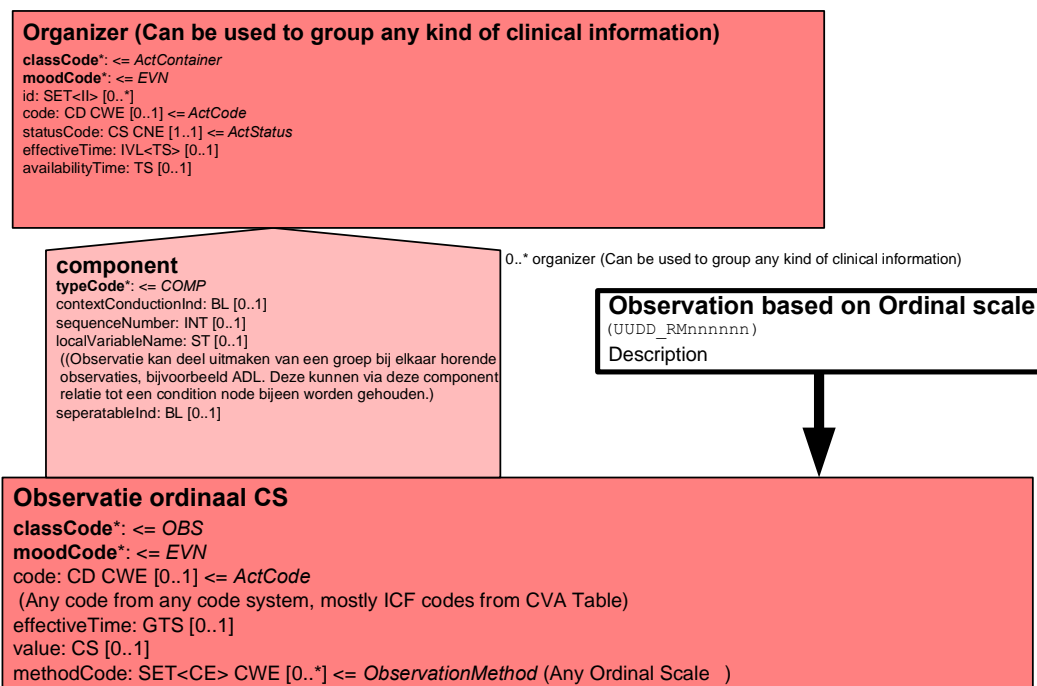 Organizer (Can be used to group any kind of clinical information)
classCode*: <= ActContainer
moodCode*: <= EVN
id: SET<II> [0..*]
code: CD CWE [0..1] <= ActCode
statusCode: CS CNE [1..1] <= ActStatus
effectiveTime: IVL<TS> [0..1]
availabilityTime: TS [0..1]
0..* organizer (Can be used to group any kind of clinical information)
component
typeCode*: <= COMP
contextConductionInd: BL [0..1]
sequenceNumber: INT [0..1]
localVariableName: ST [0..1]
((Observatie kan deel uitmaken van een groep bij elkaar horende
observaties, bijvoorbeeld ADL. Deze kunnen via deze component
relatie tot een condition node bijeen worden gehouden.)
seperatableInd: BL [0..1]
Observation based on Ordinal scale
(UUDD_RMnnnnnn)
Description
Observatie ordinaal CS
classCode*: <= OBS
moodCode*: <= EVN
code: CD CWE [0..1] <= ActCode
(Any code from any code system, mostly ICF codes from CVA Table)
effectiveTime: GTS [0..1]
value: CS [0..1]
methodCode: SET<CE> CWE [0..*] <= ObservationMethod (Any Ordinal Scale )